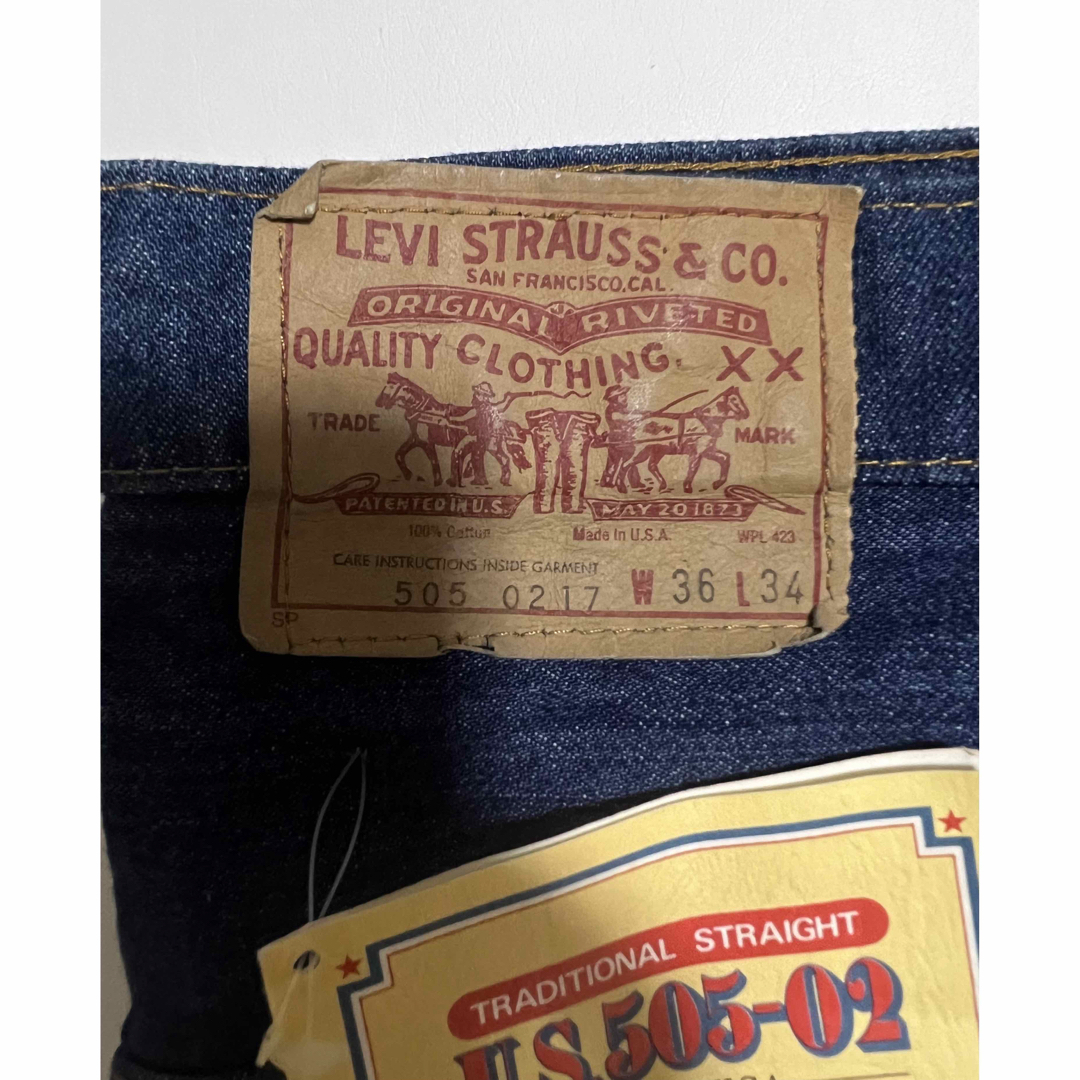 LEVI STRAUSS & CO.
SAN FRANCISCO, CAL.
ORIGINAL RIVETED
QUALITY CLOTHING. XX
TRADE MARK
PATENTED IN U.S. MAY 20 1873
100% Cotton Made in U.S.A. WPL 423
CARE INSTRUCTIONS INSIDE GARMENT
505 0217 W 36 L 34
SP
TRADITIONAL STRAIGHT
U.S.505-02